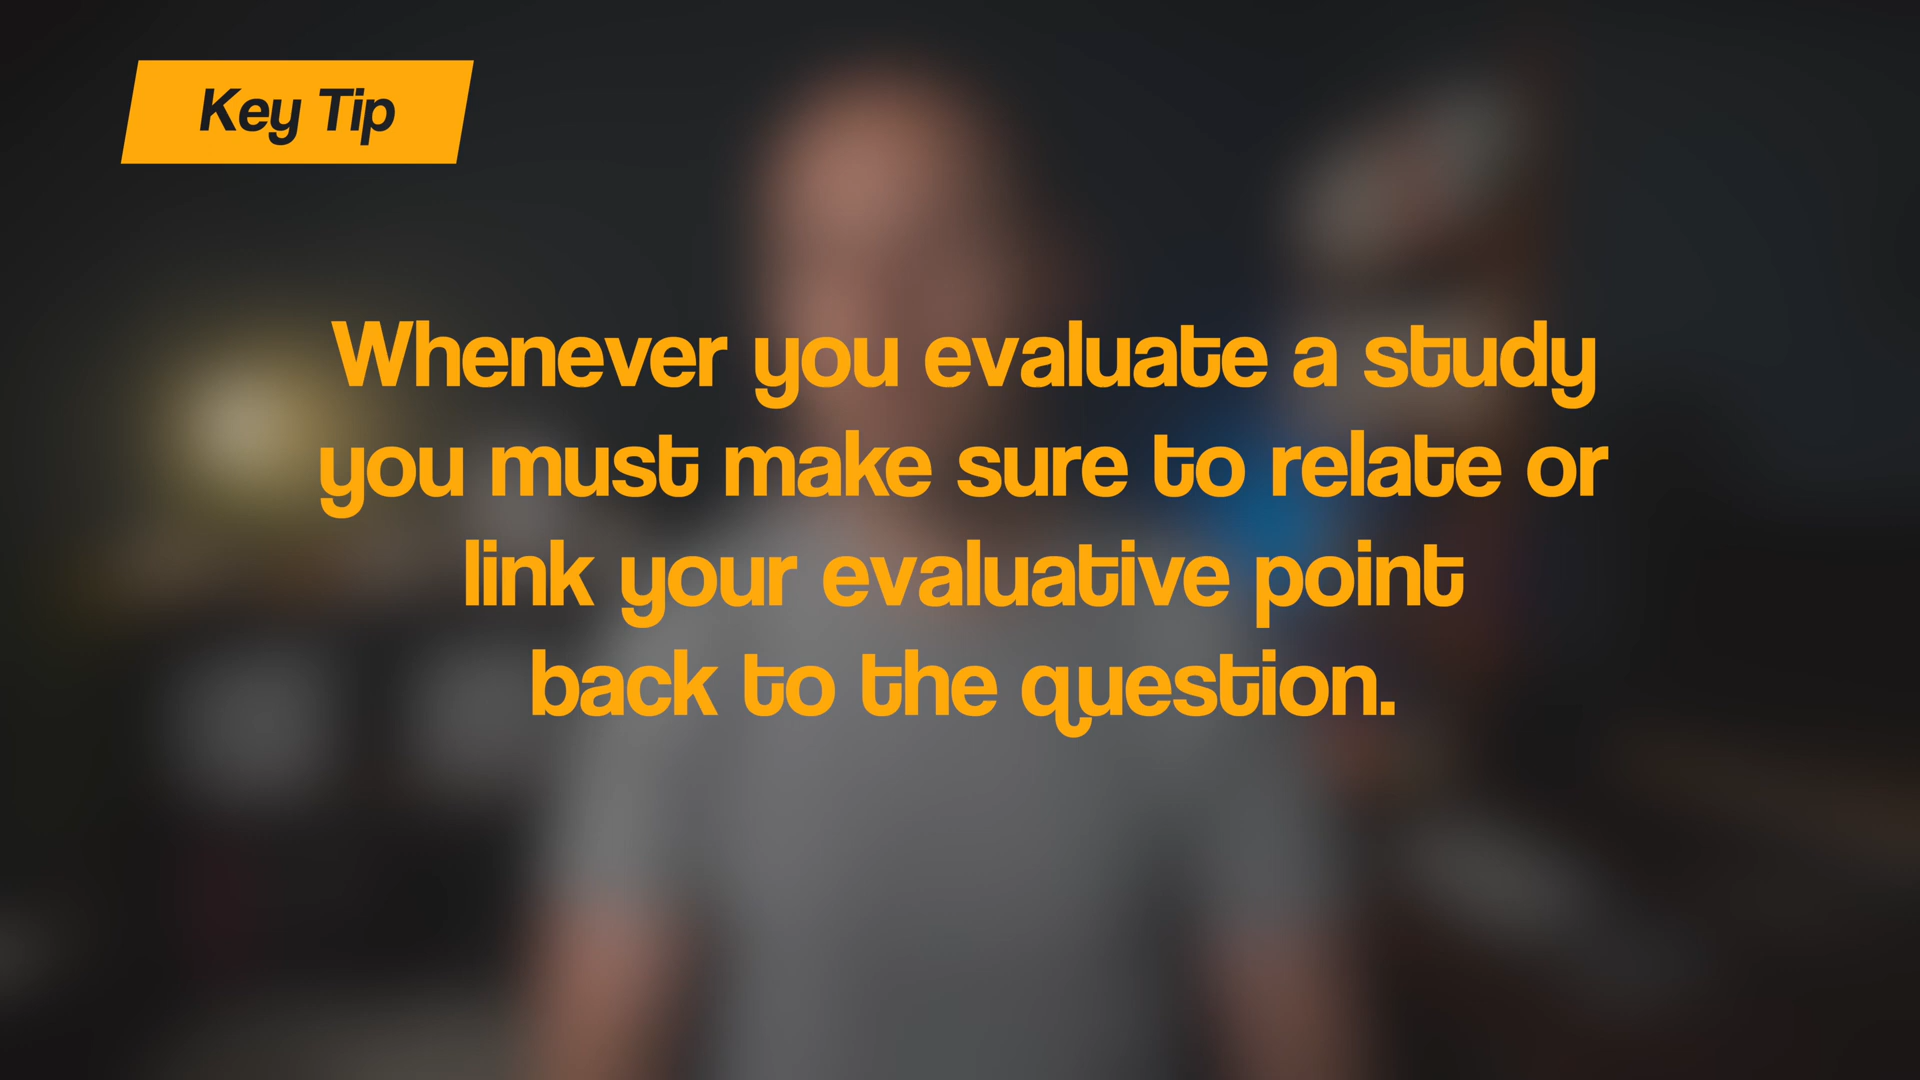 Key Tip
Whenever you evaluate a study
you must make sure to relate or
link your evaluative point
back to the question.